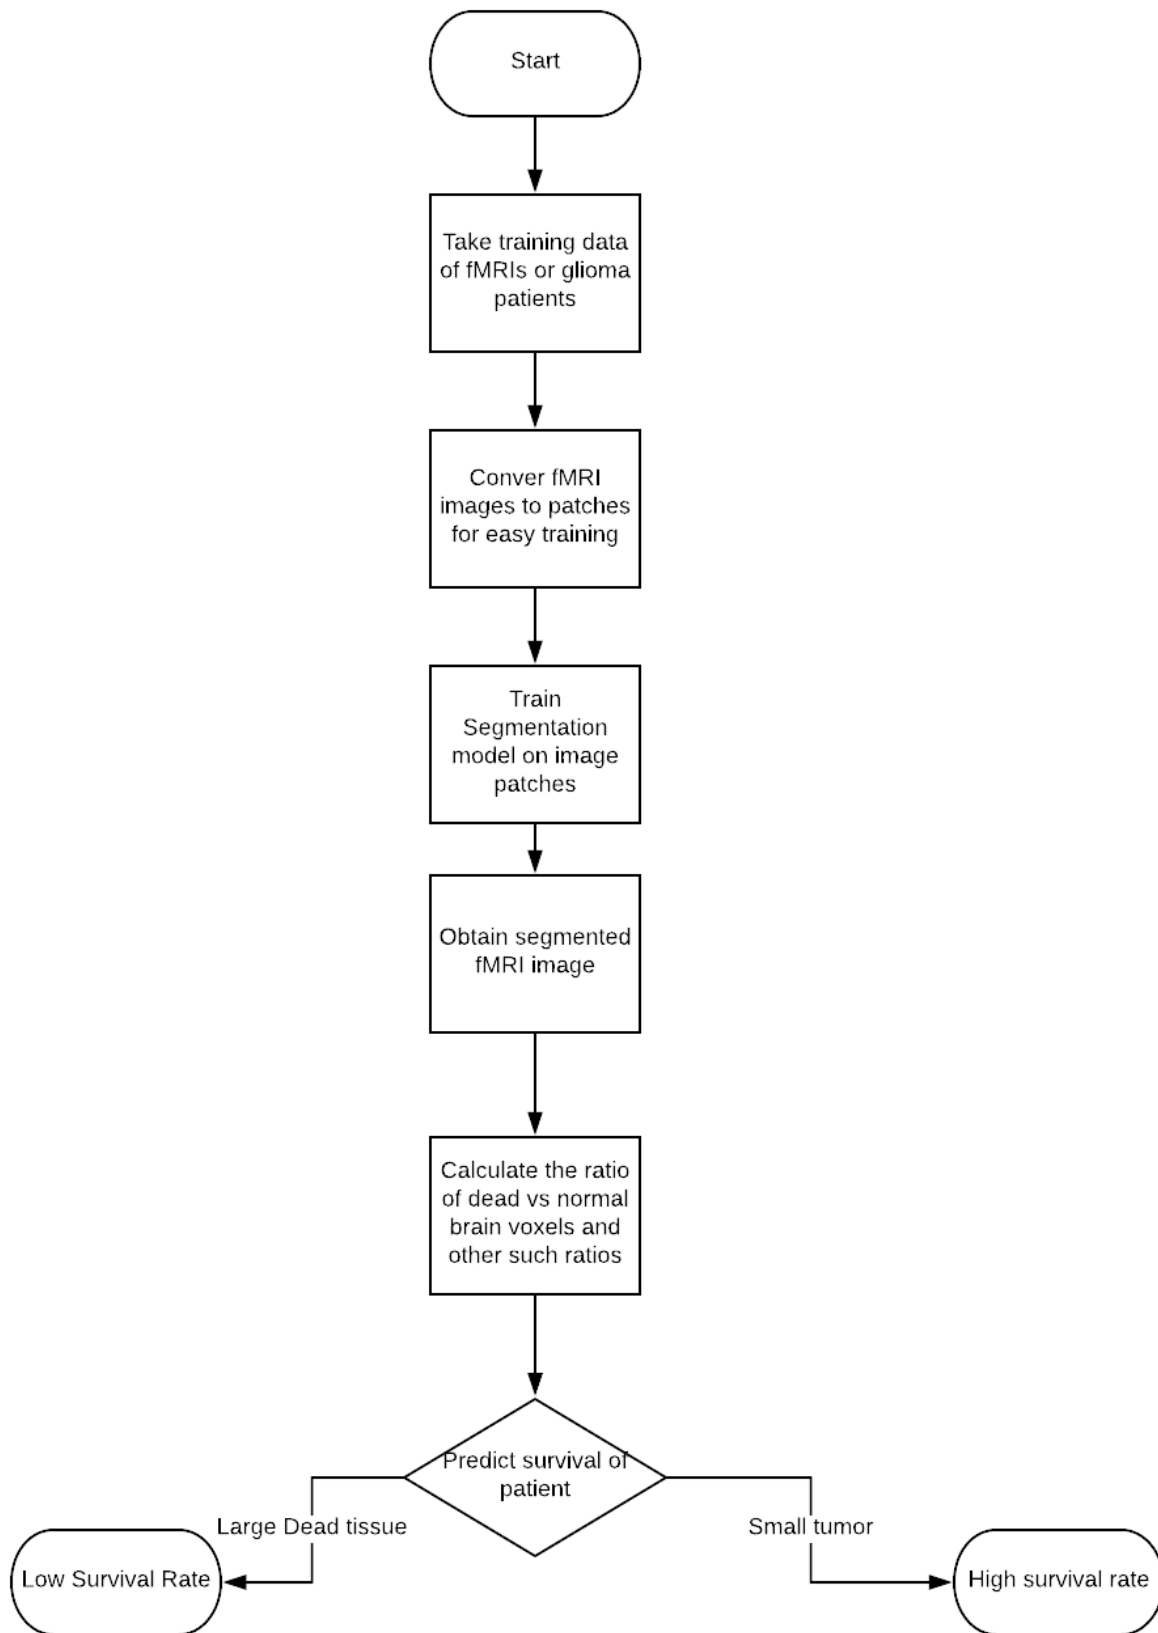 Start
Take training data
of fMRIs or glioma
patients
Conver fMRI
images to patches
for easy training
Train
Segmentation
model on image
patches
Obtain segmented
fMRI image
Calculate the ratio
of dead vs normal
brain voxels and
other such ratios
Predict survival of
patient
Large Dead tissue
Small tumor
Low Survival Rate
High survival rate